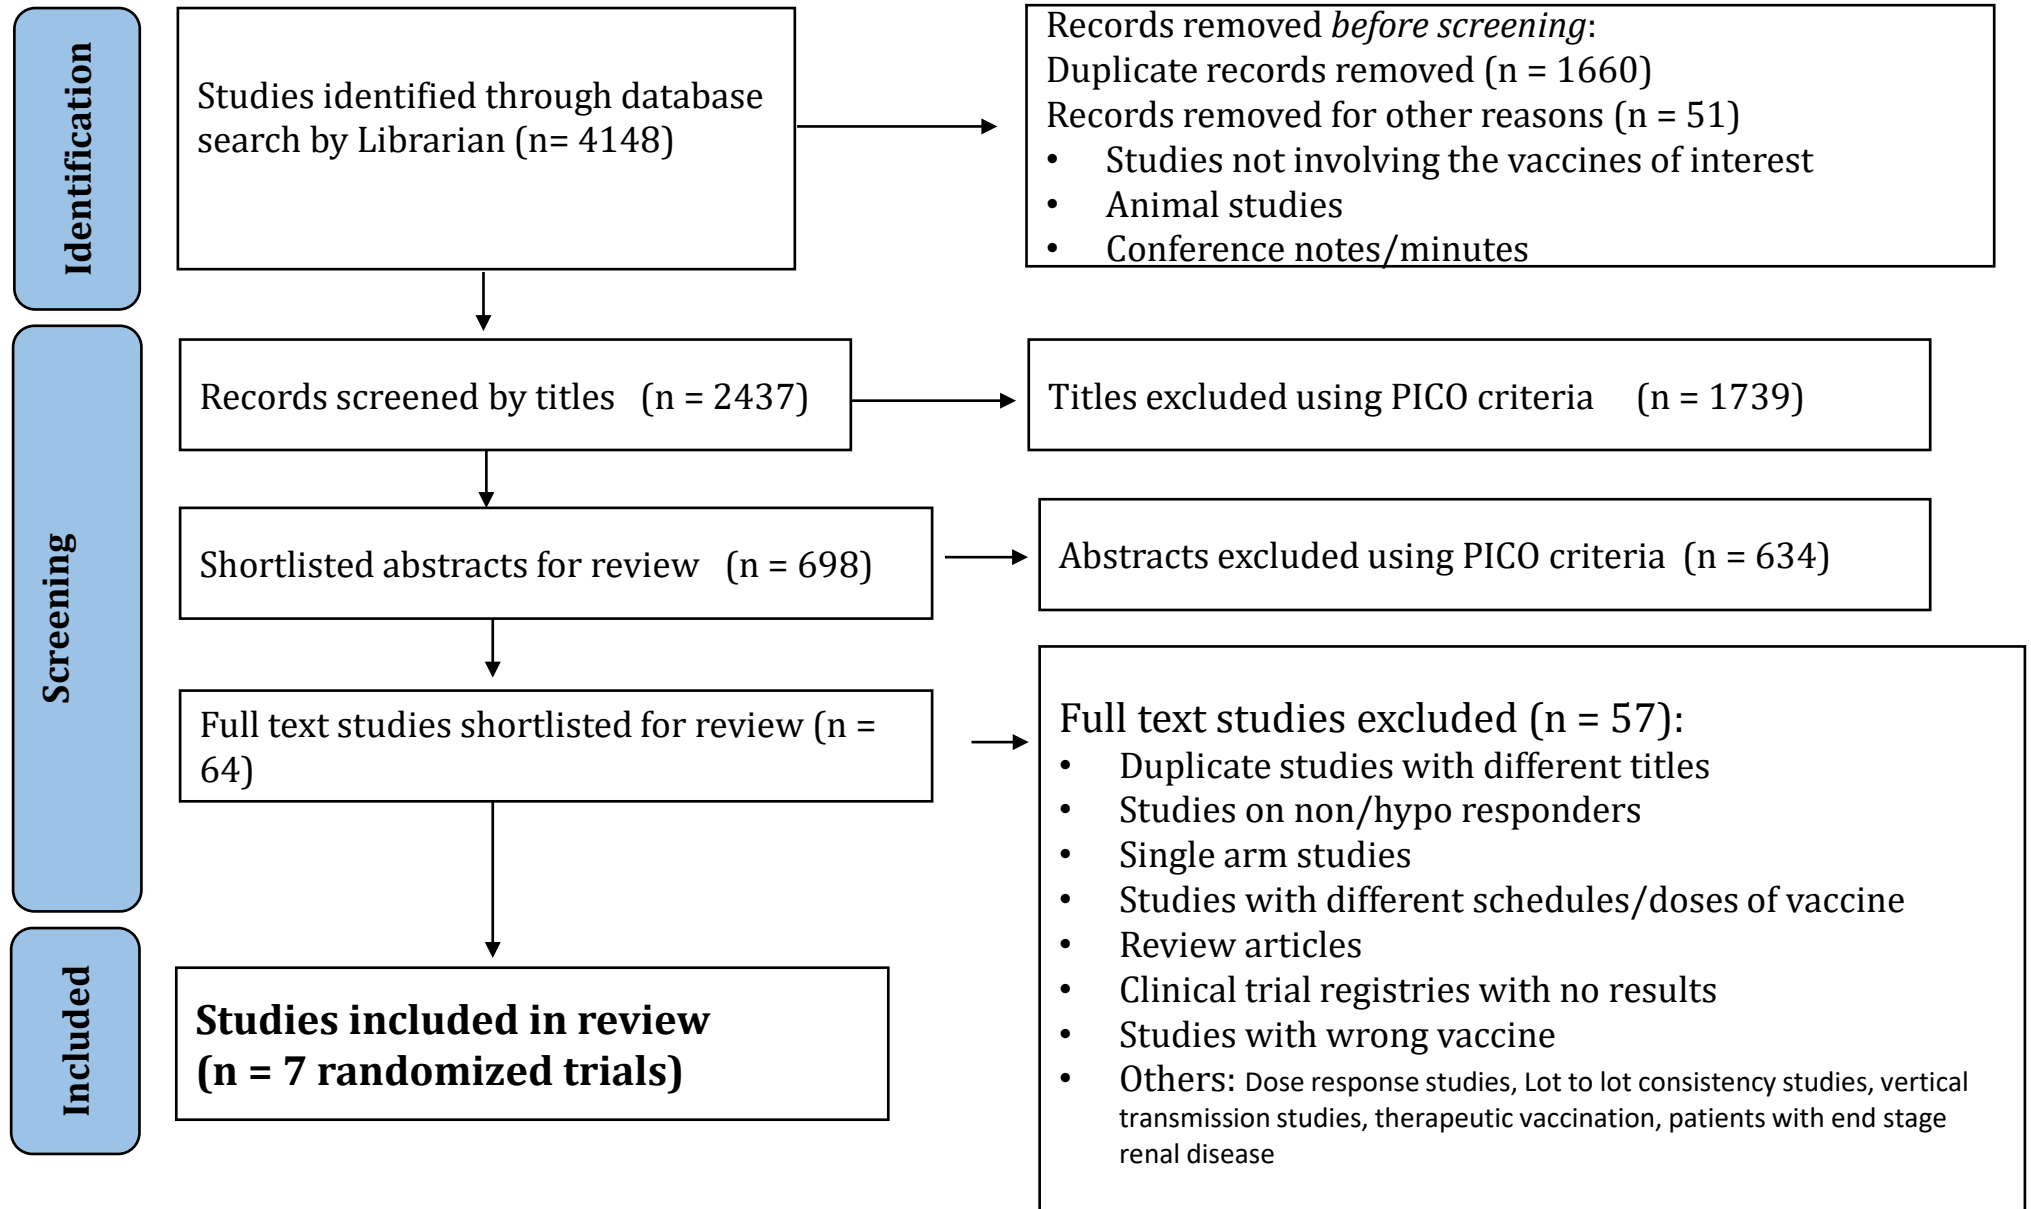 Identification
Studies identified through database
search by Librarian (n= 4148)
Records removed before screening:
Duplicate records removed (n = 1660)
Records removed for other reasons (n = 51)
• Studies not involving the vaccines of interest
• Animal studies
• Conference notes/minutes
Screening
Records screened by titles (n = 2437)
Titles excluded using PICO criteria (n = 1739)
Shortlisted abstracts for review (n = 698)
Abstracts excluded using PICO criteria (n = 634)
Full text studies shortlisted for review (n =
64)
Full text studies excluded (n = 57):
• Duplicate studies with different titles
• Studies on non/hypo responders
• Single arm studies
• Studies with different schedules/doses of vaccine
• Review articles
• Clinical trial registries with no results
• Studies with wrong vaccine
• Others: Dose response studies, Lot to lot consistency studies, vertical
transmission studies, therapeutic vaccination, patients with end stage
renal disease
Included
Studies included in review
(n = 7 randomized trials)